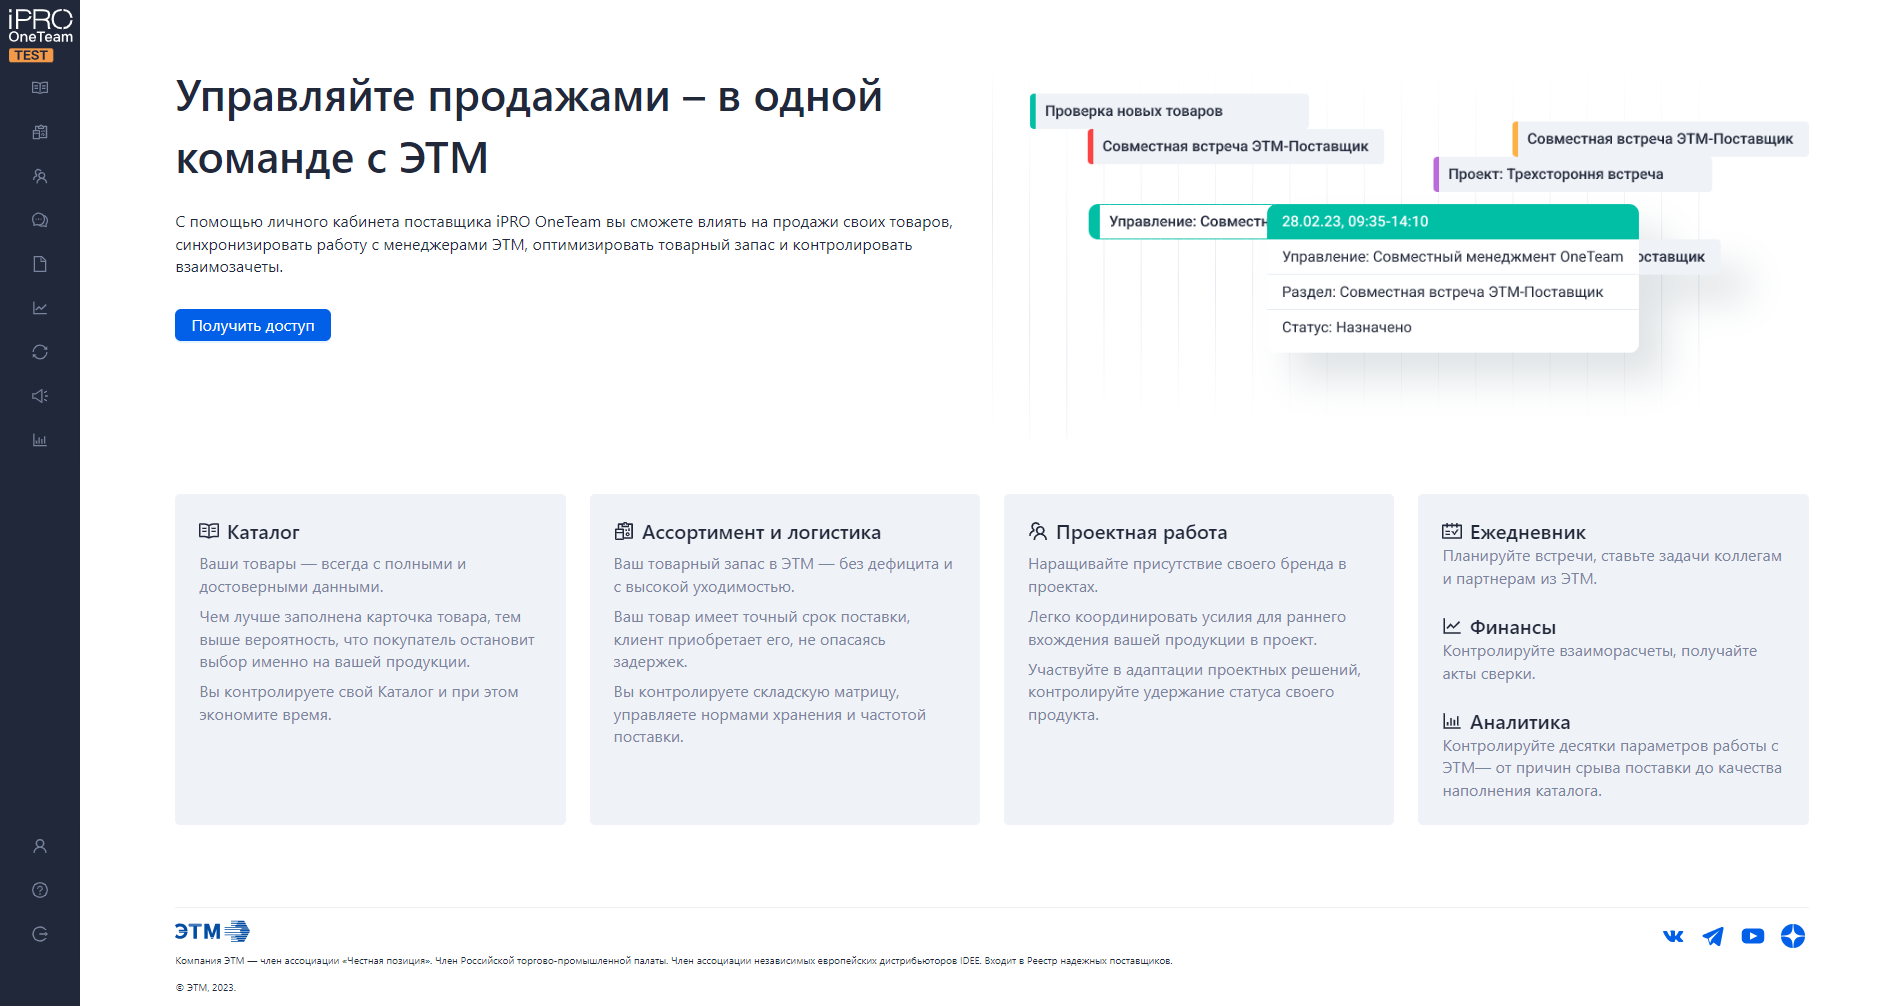 iPRO
OneTeam
TEST
Управляйте продажами – в одной
команде с ЭТМ
С помощью личного кабинета поставщика iPRO OneTeam вы сможете влиять на продажи своих товаров,
синхронизировать работу с менеджерами ЭТМ, оптимизировать товарный запас и контролировать
взаимозачеты.
Получить доступ
Проверка новых товаров
Совместная встреча ЭТМ-Поставщик
Совместная встреча ЭТМ-Поставщик
Проект: Трехстороння встреча
Управление: Совместн
28.02.23, 09:35-14:10
Управление: Совместный менеджмент OneTeam
оставщик
Раздел: Совместная встреча ЭТМ-Поставщик
Статус: Назначено
Каталог
Ваши товары — всегда с полными и
достоверными данными.
Чем лучше заполнена карточка товара, тем
выше вероятность, что покупатель остановит
выбор именно на вашей продукции.
Вы контролируете свой Каталог и при этом
экономите время.
Ассортимент и логистика
Ваш товарный запас в ЭТМ — без дефицита и
с высокой уходимостью.
Ваш товар имеет точный срок поставки,
клиент приобретает его, не опасаясь
задержек.
Вы контролируете складскую матрицу,
управляете нормами хранения и частотой
поставки.
Проектная работа
Наращивайте присутствие своего бренда в
проектах.
Легко координировать усилия для раннего
вхождения вашей продукции в проект.
Участвуйте в адаптации проектных решений,
контролируйте удержание статуса своего
продукта.
Ежедневник
Планируйте встречи, ставьте задачи коллегам
и партнерам из ЭТМ.
Финансы
Контролируйте взаиморасчеты, получайте
акты сверки.
Аналитика
Контролируйте десятки параметров работы с
ЭТМ— от причин срыва поставки до качества
наполнения каталога.
ЭТМ
Компания ЭТМ — член ассоциации «Честная позиция». Член Российской торгово-промышленной палаты. Член ассоциации независимых европейских дистрибьюторов IDEE. Входит в Реестр надежных поставщиков.
© ЭТМ, 2023.